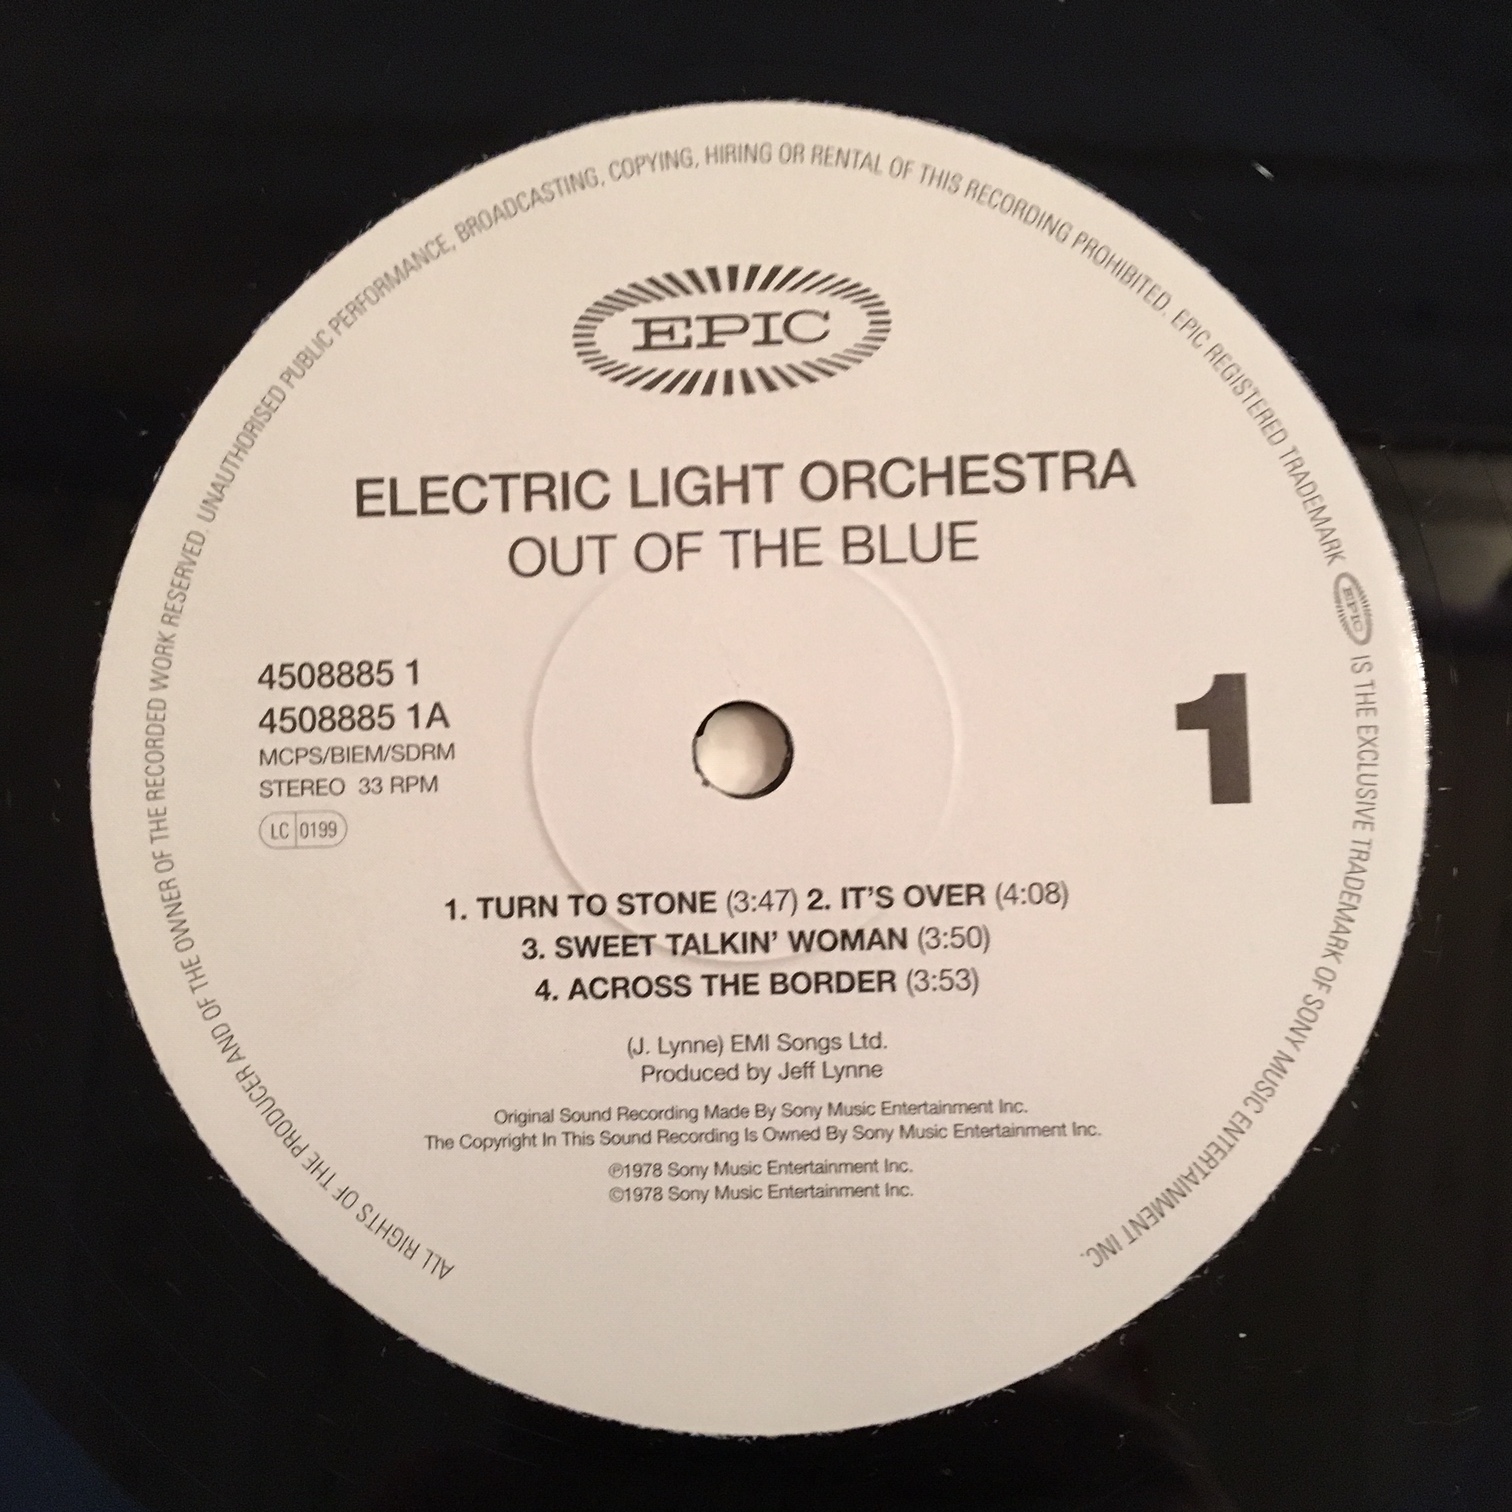 ALL RIGHTS OF THE PRODUCER AND OF THE OWNER OF THE RECORDED WORK RESERVED. UNAUTHORISED PUBLIC PERFORMANCE, BROADCASTING, COPYING, HIRING OR RENTAL OF THIS RECORDING PROHIBITED. EPIC REGISTERED TRADEMARK EPIC IS THE EXCLUSIVE TRADEMARK OF SONY MUSIC ENTERTAINMENT INC.
EPIC
ELECTRIC LIGHT ORCHESTRA
OUT OF THE BLUE
4508885 1
4508885 1A
MCPS/BIEM/SDRM
STEREO 33 RPM
LC 0199
1
1. TURN TO STONE (3:47) 2. IT'S OVER (4:08)
3. SWEET TALKIN' WOMAN (3:50)
4. ACROSS THE BORDER (3:53)
(J. Lynne) EMI Songs Ltd.
Produced by Jeff Lynne
Original Sound Recording Made By Sony Music Entertainment Inc.
The Copyright In This Sound Recording Is Owned By Sony Music Entertainment Inc.
℗1978 Sony Music Entertainment Inc.
©1978 Sony Music Entertainment Inc.